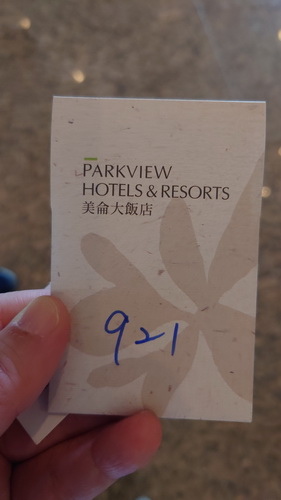 PARKVIEW
HOTELS & RESORTS
美侖大飯店
921